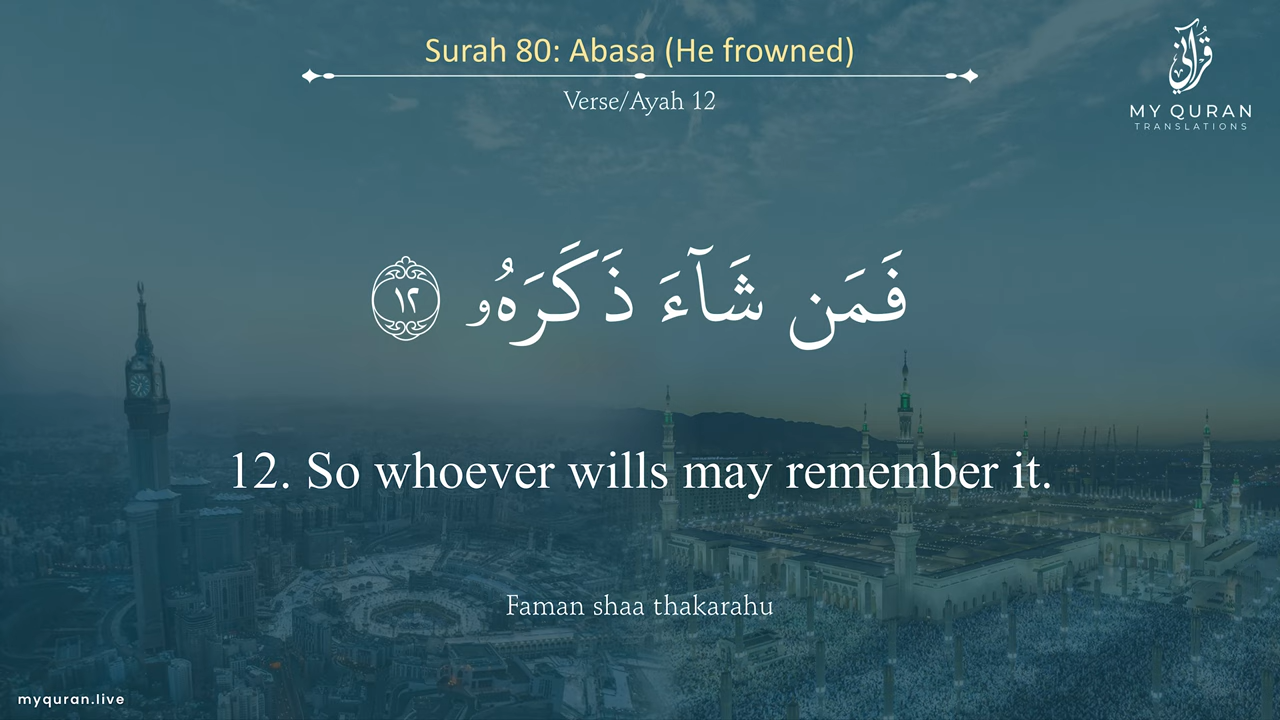 Surah 80: Abasa (He frowned)
Verse/Ayah 12
قرآني
MY QURAN
TRANSLATIONS
فَمَن شَآءَ ذَكَرَهُۥ ١٢
12. So whoever wills may remember it.
Faman shaa thakarahu
myquran.live